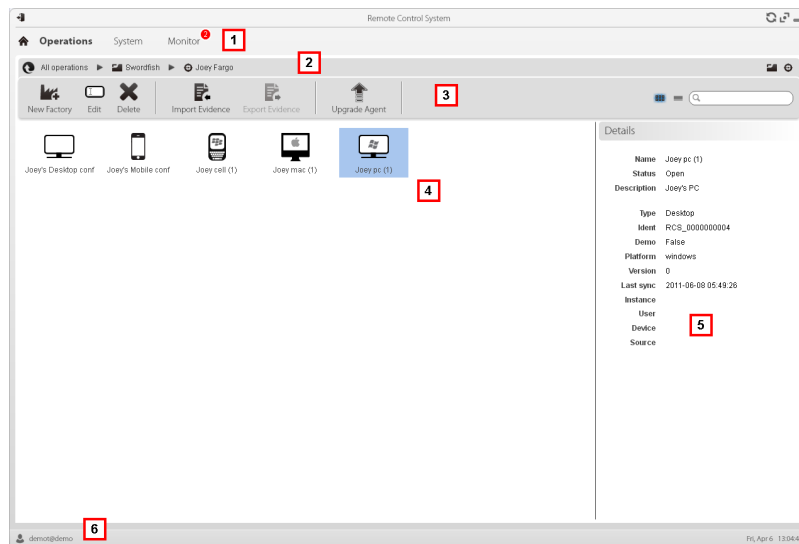 Remote Control System
Operations System Monitor 2 1
All operations Swordfish Joey Fargo 2
New Factory Edit Delete Import Evidence Export Evidence Upgrade Agent 3
Joey's Desktop conf Joey's Mobile conf Joey cell (1) Joey mac (1) Joey pc (1)
4
Details
Name Joey pc (1)
Status Open
Description Joey's PC
Type Desktop
Ident RCS_0000000004
Demo False
Platform windows
Version 0
Last sync 2011-06-08 05:49:26
Instance
User
Device
Source
5
6
demot@demo
Fri, Apr 6 13:04:4